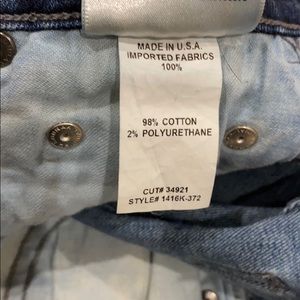 MADE IN U.S.A.
IMPORTED FABRICS
100%
98% COTTON
2% POLYURETHANE
CUT# 34921
STYLE# 1416K-372